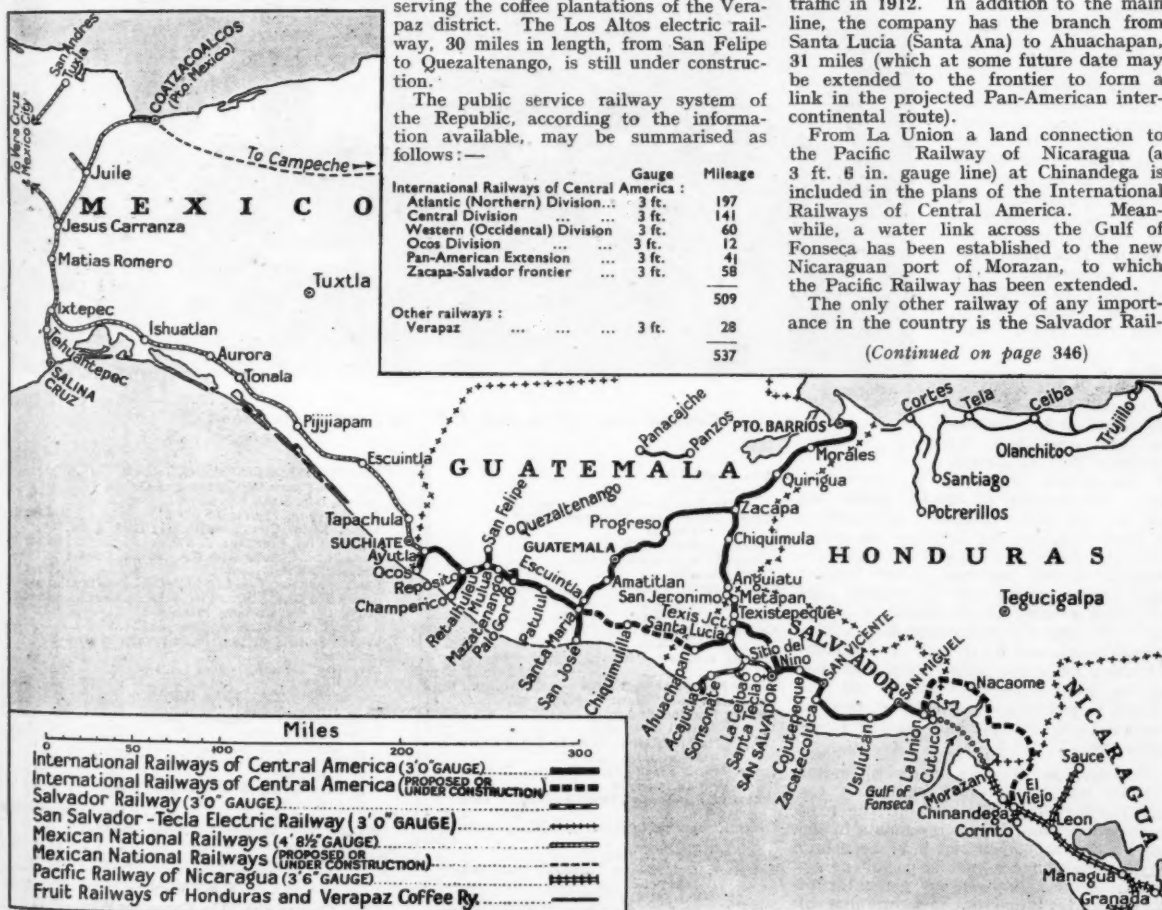 serving the coffee plantations of the Vera-
paz district. The Los Altos electric rail-
way, 30 miles in length, from San Felipe
to Quezaltenango, is still under construc-
tion.
The public service railway system of
the Republic, according to the informa-
tion available, may be summarised as
follows:—
Gauge Mileage
International Railways of Central America :
Atlantic (Northern) Division... 3 ft. 197
Central Division ... ... 3 ft. 141
Western (Occidental) Division 3 ft. 60
Ocos Division ... ... 3 ft. 12
Pan-American Extension ... 3 ft. 41
Zacapa-Salvador frontier ... 3 ft. 58
509
Other railways :
Verapaz ... ... ... 3 ft. 28
537
traffic in 1912. In addition to the main
line, the company has the branch from
Santa Lucia (Santa Ana) to Ahuachapan,
31 miles (which at some future date may
be extended to the frontier to form a
link in the projected Pan-American inter-
continental route).
From La Union a land connection to
the Pacific Railway of Nicaragua (a
3 ft. 6 in. gauge line) at Chinandega is
included in the plans of the International
Railways of Central America. Mean-
while, a water link across the Gulf of
Fonseca has been established to the new
Nicaraguan port of Morazan, to which
the Pacific Railway has been extended.
The only other railway of any import-
ance in the country is the Salvador Rail-
(Continued on page 346)
San Andres
Tuxtla
COATZACOALCOS
(Pto. Mexico)
To Vera Cruz
& Mexico City
To Campeche
Juile
MEXICO
Jesus Carranza
Matias Romero
Tuxtla
Ixtepec
Ishuatlan
Tehuantepec
SALINA
CRUZ
Aurora
Tonala
Pijijiapam
Escuintla
Tapachula
SUCHIATE
Ayutla
Ocos
Reposito
Champerico
GUATEMALA
Panacajche
Panzos
PTO. BARRIOS
Morales
Quirigua
Zacapa
Chiquimula
San Felipe
Quezaltenango
Progreso
GUATEMALA
Amatitlan
Escuintla
Retalhuleu
Mulua
Mazatenango
Palo Gordo
Patulul
Santa Maria
San José
Chiquimulilla
Anguiatu
San Jeronimo
Metapan
Texis Jct.
Texistepeque
Santa Lucia
Ahuachapan
Acajutla
Sonsonate
La Ceiba
Santa Tecla
SAN SALVADOR
Sitio del
Nino
Cojutepeque
Zacatecoluca
SALVADOR
SAN VICENTE
SAN MIGUEL
Usulutan
La Union
Cutuco
Cortes
Tela
Ceiba
Trujillo
Olanchito
Santiago
Potrerillos
HONDURAS
Tegucigalpa
Nacaome
NICARAGUA
Gulf of
Fonseca
Morazan
El
Viejo
Chinandega
Corinto
Sauce
Leon
Managua
Granada
Miles
0 50 100 200 300
International Railways of Central America (3'0" GAUGE)
International Railways of Central America (PROPOSED OR UNDER CONSTRUCTION)
Salvador Railway (3'0" GAUGE)
San Salvador-Tecla Electric Railway (3'0" GAUGE)
Mexican National Railways (4'8½" GAUGE)
Mexican National Railways (PROPOSED OR UNDER CONSTRUCTION)
Pacific Railway of Nicaragua (3'6" GAUGE)
Fruit Railways of Honduras and Verapaz Coffee Ry.